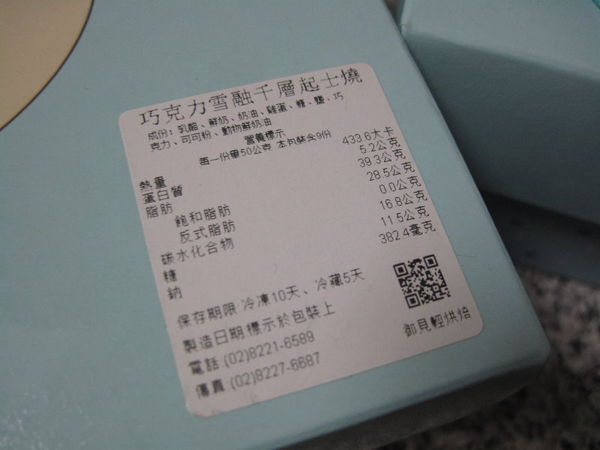 巧克力雪融千層起士燒
成份：乳酪、鮮奶、奶油、雞蛋、糖、鹽、巧
克力、可可粉、動物鮮奶油
營養標示
每一份量50公克 本包裝含9份
熱量 433.6大卡
蛋白質 5.2公克
脂肪 39.3公克
飽和脂肪 28.5公克
反式脂肪 0.0公克
碳水化合物 16.8公克
糖 11.5公克
鈉 382.4毫克
保存期限:冷凍10天、冷藏5天
製造日期:標示於包裝上
電話:(02)8221-6589
傳真:(02)8227-6687
御貝輕烘焙